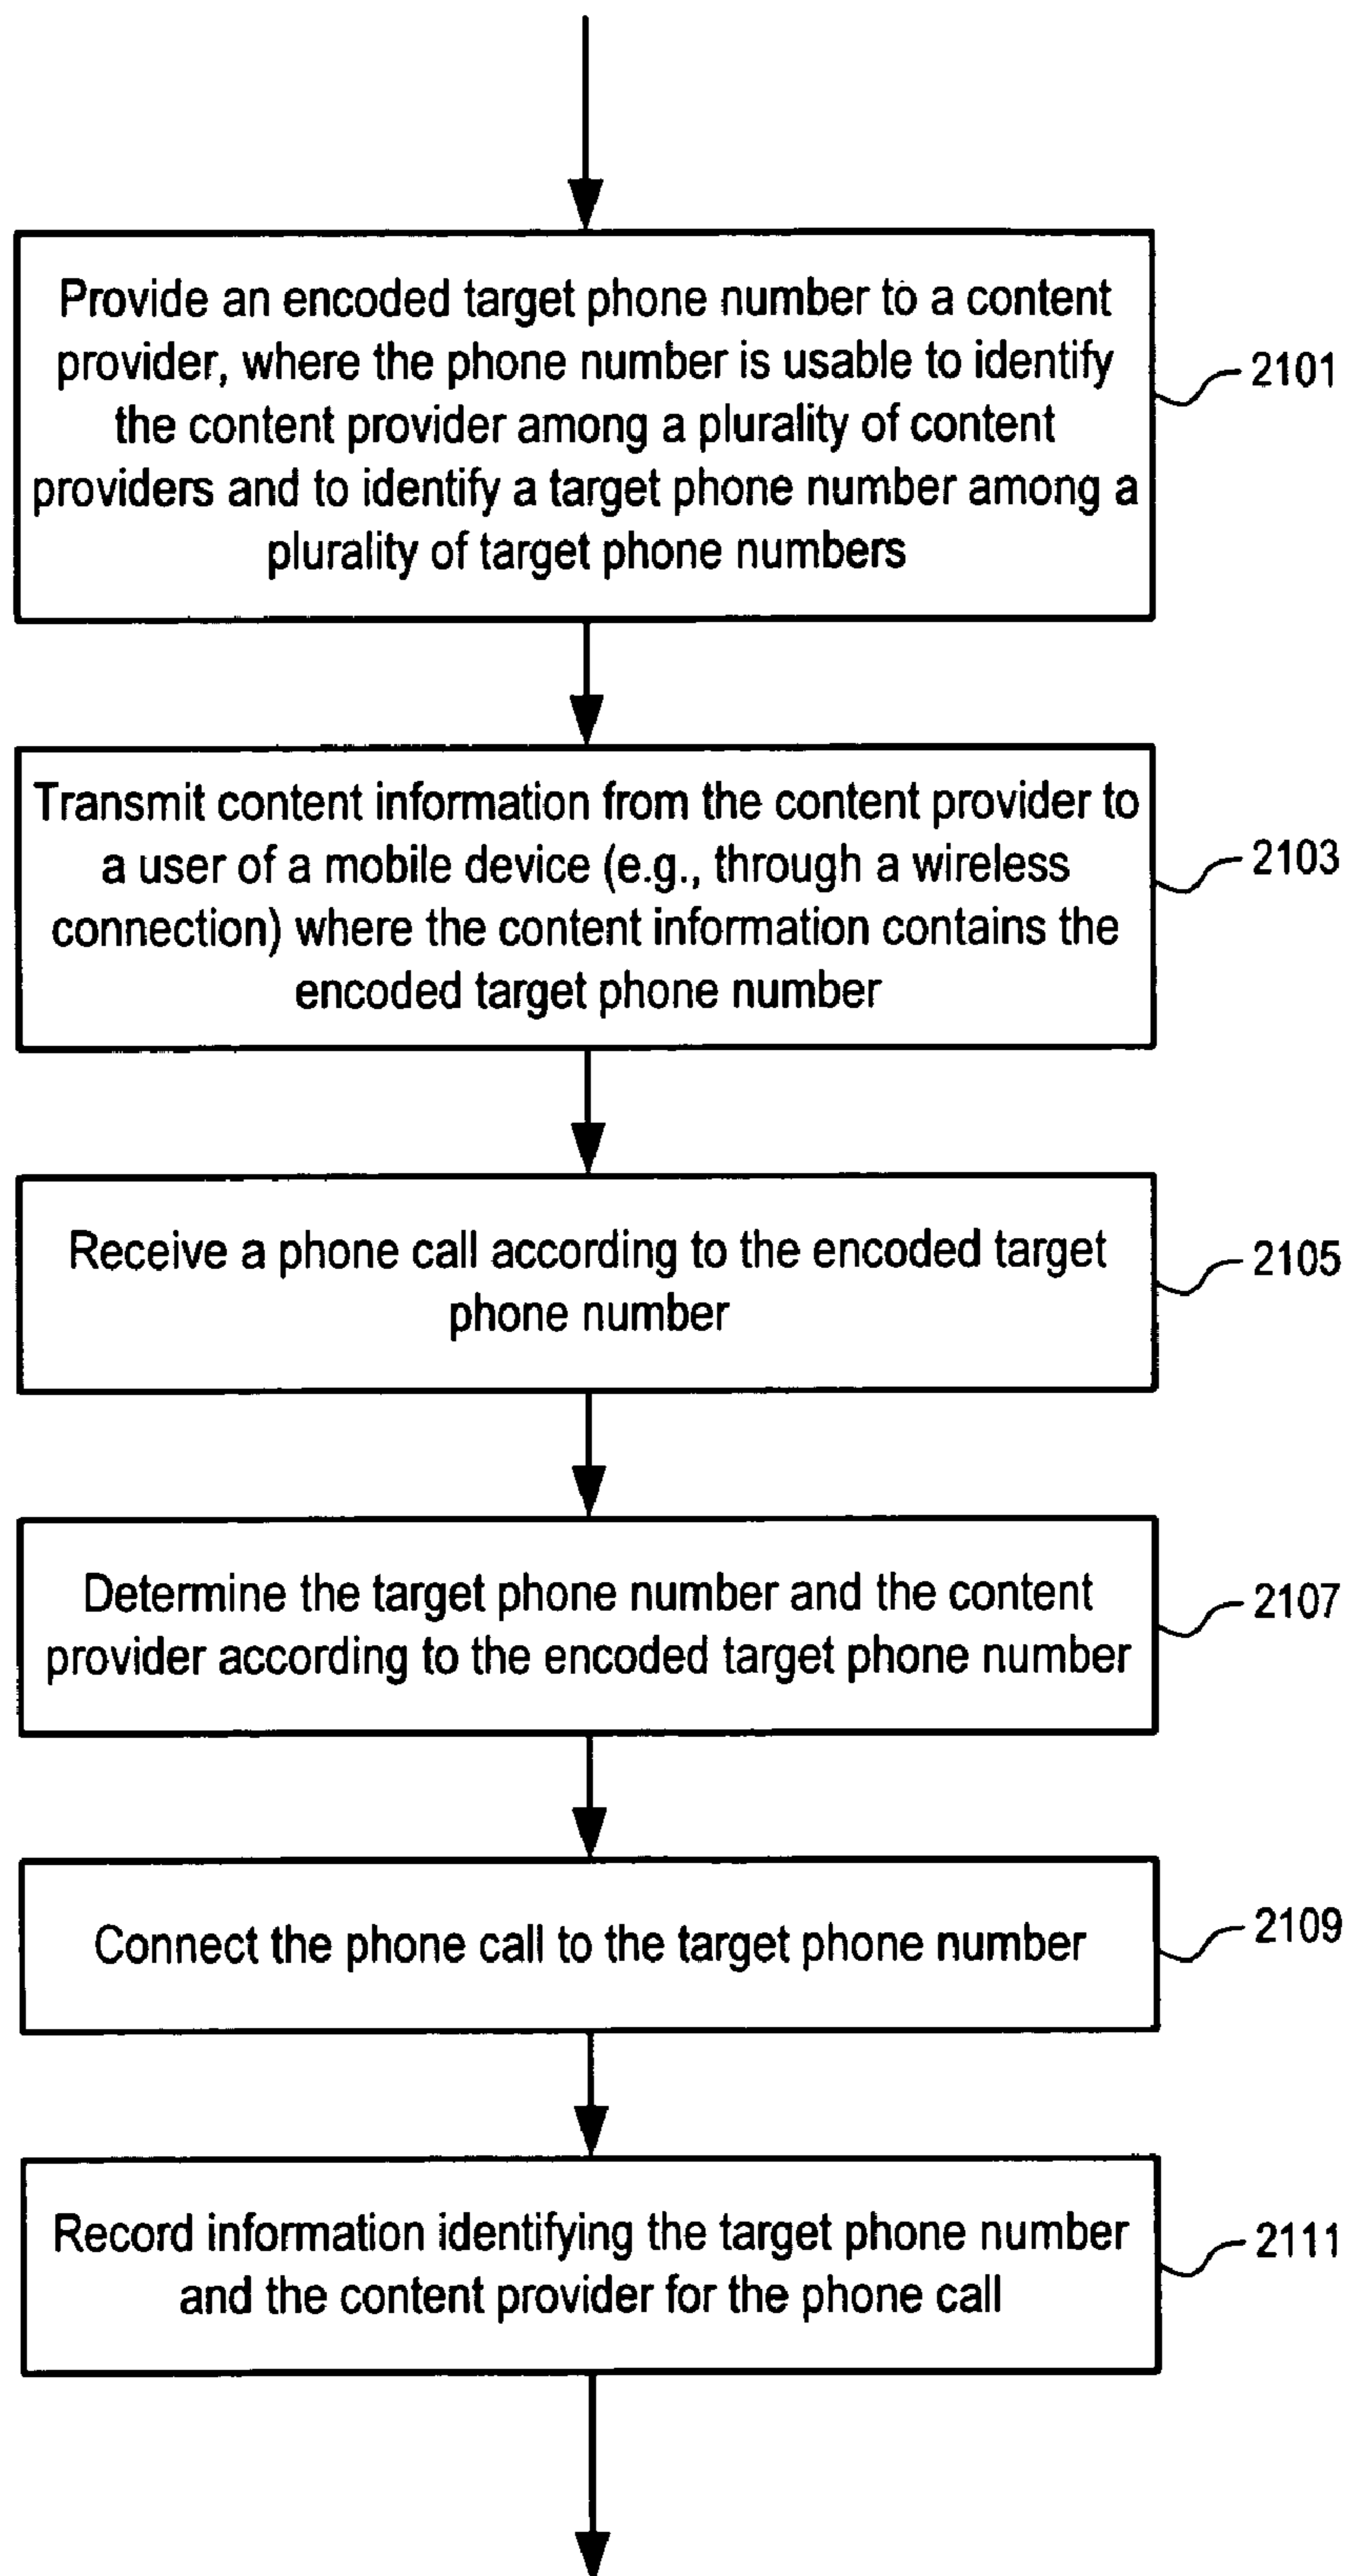 Provide an encoded target phone number to a content
provider, where the phone number is usable to identify
the content provider among a plurality of content
providers and to identify a target phone number among a
plurality of target phone numbers
2101
Transmit content information from the content provider to
a user of a mobile device (e.g., through a wireless
connection) where the content information contains the
encoded target phone number
2103
Receive a phone call according to the encoded target
phone number
2105
Determine the target phone number and the content
provider according to the encoded target phone number
2107
Connect the phone call to the target phone number
2109
Record information identifying the target phone number
and the content provider for the phone call
2111